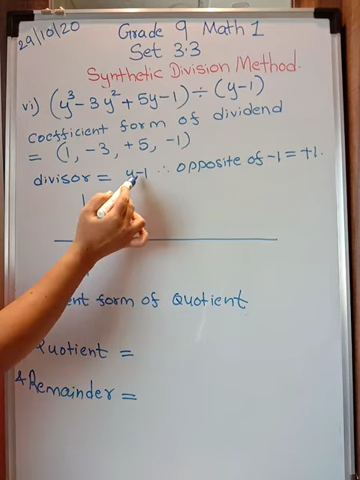 29/10/20
Grade 9 Math 1
Set 3.3
Synthetic Division Method.
vi) (y³ - 3y² + 5y - 1) ÷ (y - 1)
coefficient form of dividend
= (1, -3, +5, -1)
divisor = y-1 ∴ opposite of -1 = +1.
1
form of Quotient
Quotient =
& Remainder =